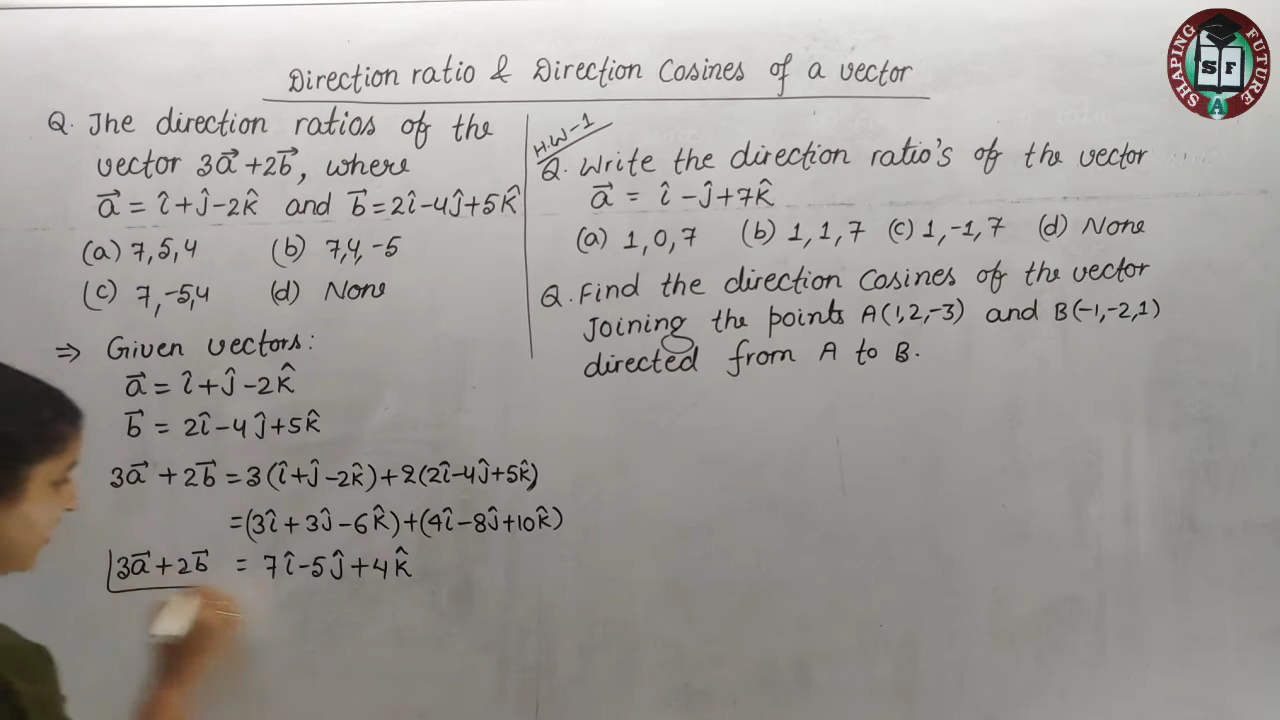 Direction ratio & Direction Cosines of a vector
Q. The direction ratios of the
vector 3a⃗ + 2b⃗, where
a⃗ = î + ĵ - 2k̂ and b⃗ = 2î - 4ĵ + 5k̂
(a) 7, 5, 4 (b) 7, 4, -5
(c) 7, -5, 4 (d) None
⇒ Given vectors:
a⃗ = î + ĵ - 2k̂
b⃗ = 2î - 4ĵ + 5k̂
3a⃗ + 2b⃗ = 3(î + ĵ - 2k̂) + 2(2î - 4ĵ + 5k̂)
= (3î + 3ĵ - 6k̂) + (4î - 8ĵ + 10k̂)
3a⃗ + 2b⃗ = 7î - 5ĵ + 4k̂
H.W-1
Q. Write the direction ratio's of the vector
a⃗ = î - ĵ + 7k̂
(a) 1, 0, 7 (b) 1, 1, 7 (c) 1, -1, 7 (d) None
Q. Find the direction Cosines of the vector
Joining the points A(1, 2, -3) and B(-1, -2, 1)
directed from A to B.
SHAPING FUTURE
S F
A